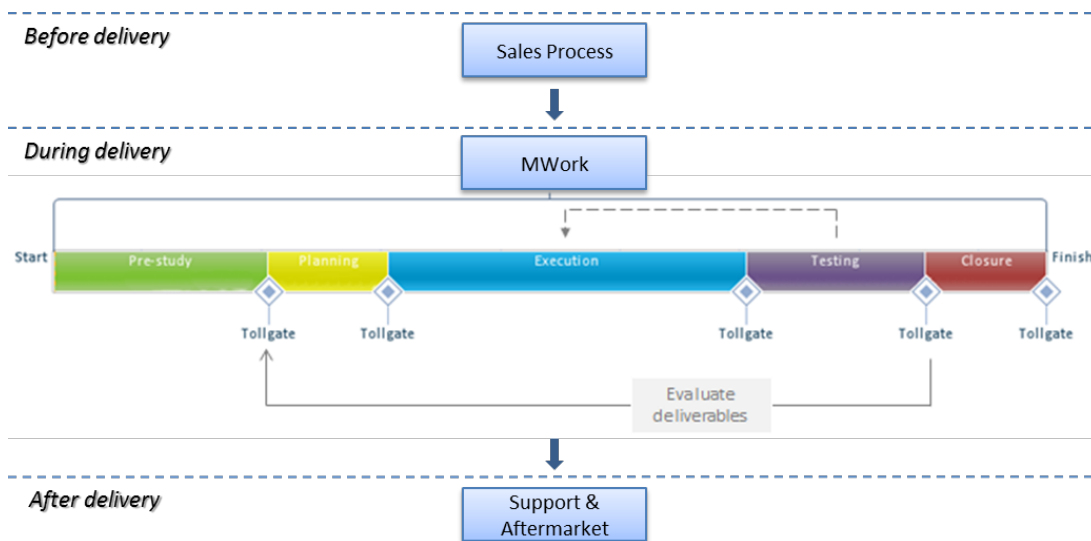 Before delivery
Sales Process
During delivery
MWork
Start
Pre-study
Planning
Execution
Testing
Closure
Finish
Tollgate
Tollgate
Tollgate
Tollgate
Tollgate
Evaluate
deliverables
After delivery
Support &
Aftermarket